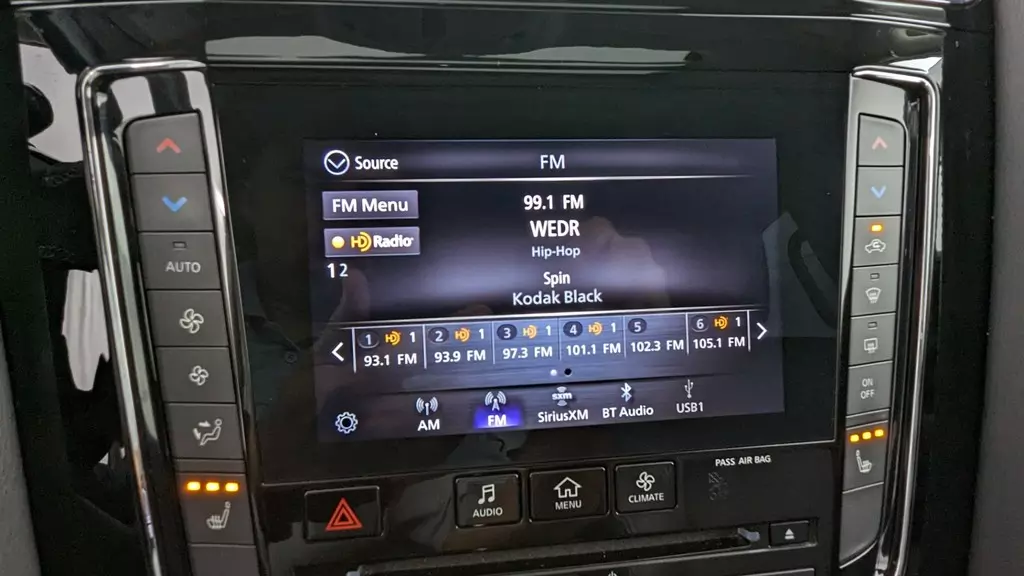 Source
FM
FM Menu
99.1 FM
HD Radio
WEDR
Hip-Hop
1 2
Spin
Kodak Black
1 HD 1 2 HD 1 3 HD 1 4 HD 1 5 6 HD 1
93.1 FM 93.9 FM 97.3 FM 101.1 FM 102.3 FM 105.1 FM
AM
FM
sxm
SiriusXM
BT Audio
USB1
AUTO
ON
OFF
PASS AIR BAG
AUDIO
MENU
CLIMATE